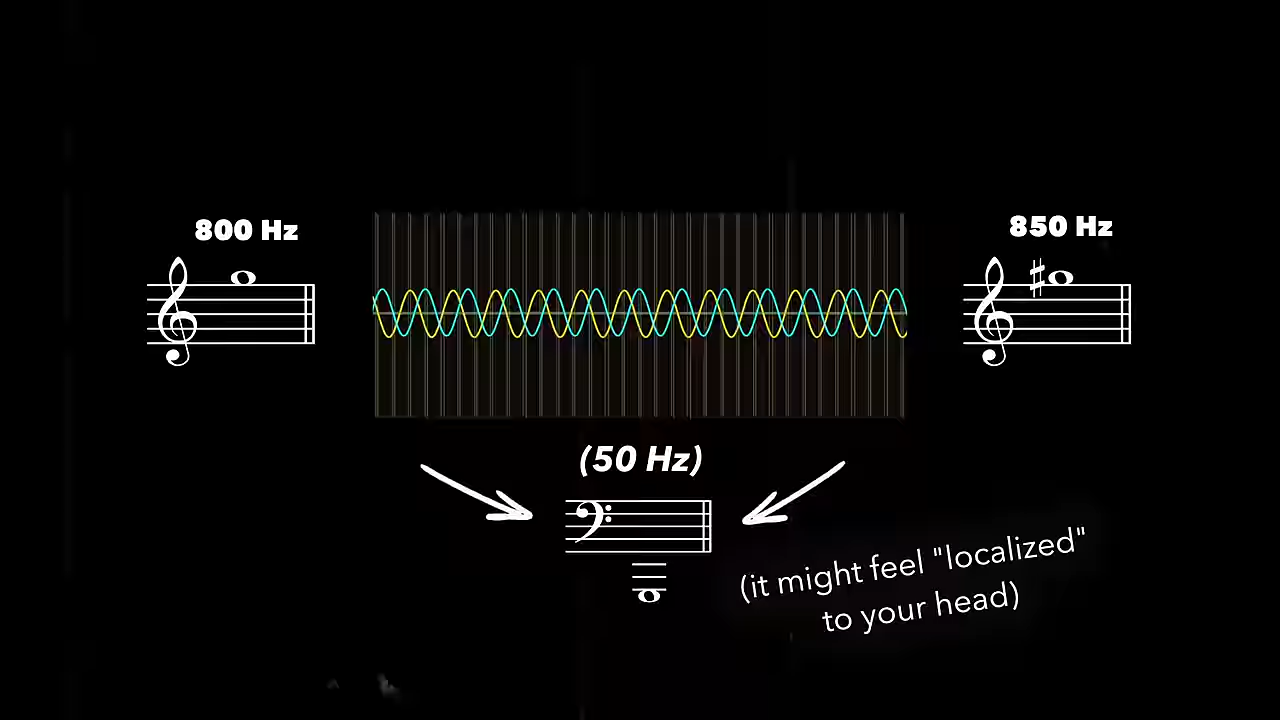 800 Hz
850 Hz
(50 Hz)
(it might feel "localized"
to your head)